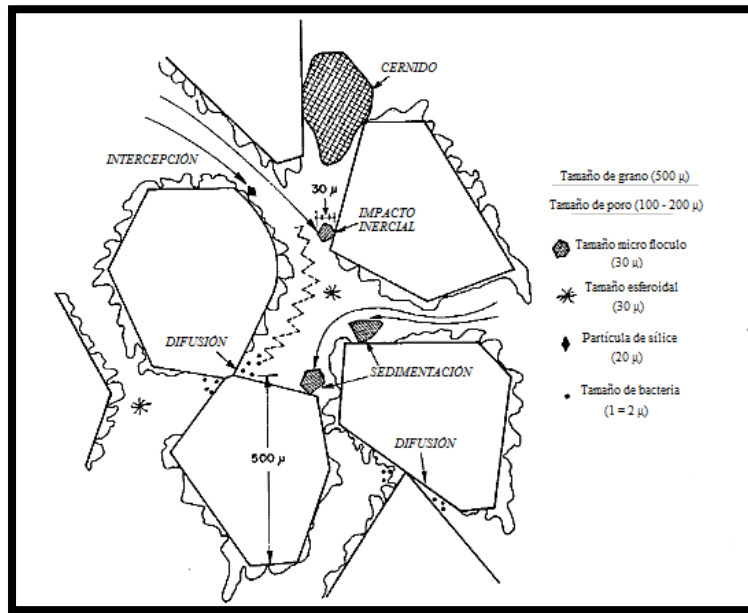 CERNIDO
INTERCEPCIÓN
30 μ
IMPACTO
INERCIAL
DIFUSIÓN
SEDIMENTACIÓN
DIFUSIÓN
500 μ
Tamaño de grano (500 μ)
Tamaño de poro (100 - 200 μ)
Tamaño micro floculo
(30 μ)
Tamaño esferoidal
(30 μ)
Partícula de sílice
(20 μ)
Tamaño de bacteria
(1 = 2 μ)